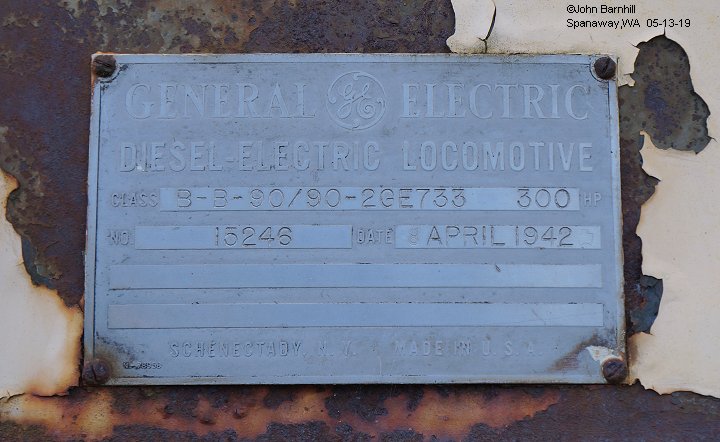 ©John Barnhill
Spanaway,WA 05-13-19
GENERAL GE ELECTRIC
DIESEL-ELECTRIC LOCOMOTIVE
CLASS B-B-90/90-2GE733 300 HP
NO. 15246 DATE APRIL 1942
SCHENECTADY, N. Y. MADE IN U. S. A.